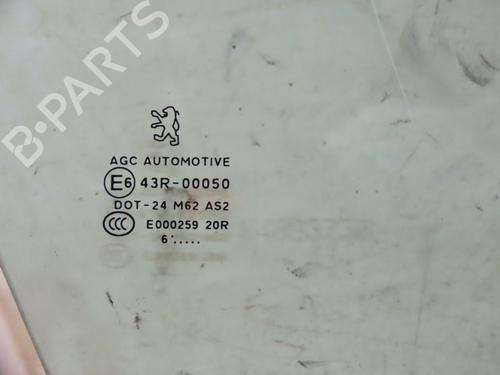 B-PARTS
AGC AUTOMOTIVE
E6 43R-00050
DOT-24 M62 AS2
CCC E000259 20R
6'.....